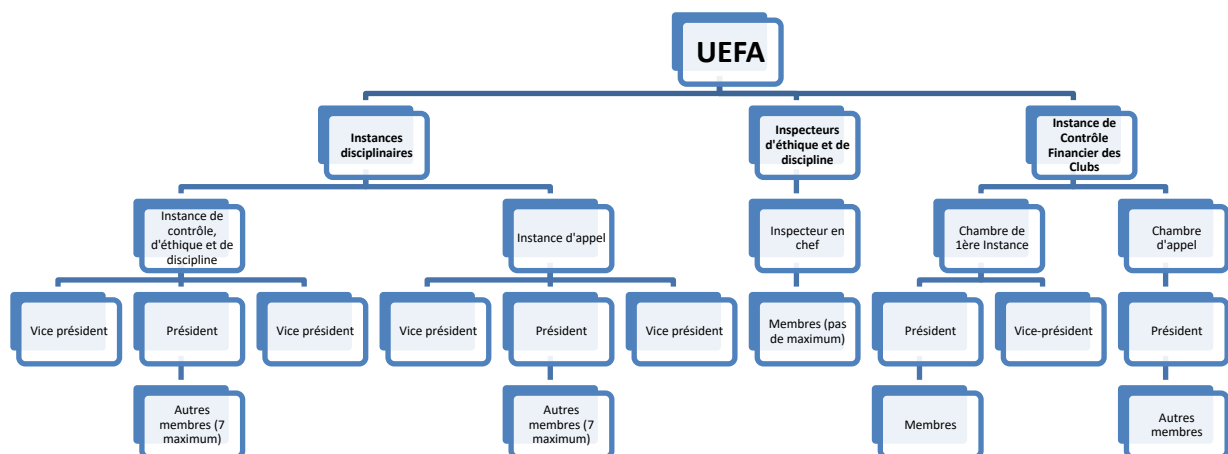 UEFA
Instances
disciplinaires
Inspecteurs
d'éthique et de
discipline
Instance de
Contrôle
Financier des
Clubs
Instance de
contrôle,
d'éthique et de
discipline
Instance d'appel
Inspecteur en
chef
Chambre de
1ère Instance
Chambre
d'appel
Vice président
Président
Vice président
Vice président
Président
Vice président
Membres (pas
de maximum)
Président
Vice-président
Président
Autres
membres (7
maximum)
Autres
membres (7
maximum)
Membres
Autres
membres